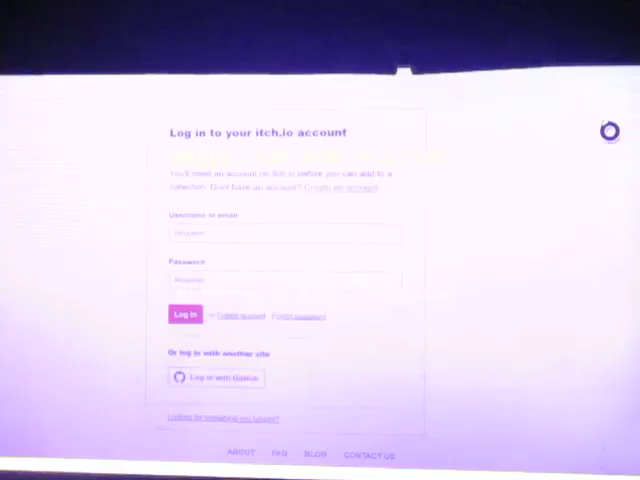 Log in to your itch.io account
You'll need an account on itch.io before you can add to a
collection. Don't have an account? Create an account
Username or email
Required
Password
Required
Log in or Create account · Forgot password
Or log in with another site
Log in with GitHub
Looking for something you bought?
ABOUT FAQ BLOG CONTACT US